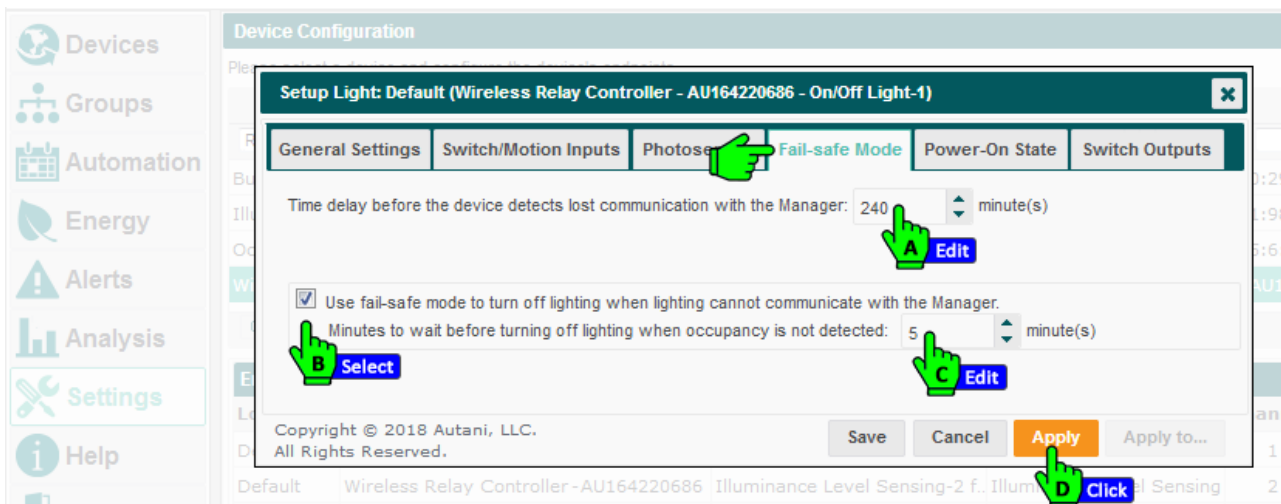 Devices
Groups
Automation
Energy
Alerts
Analysis
Settings
Help
Device Configuration
Setup Light: Default (Wireless Relay Controller - AU164220686 - On/Off Light-1)
General Settings Switch/Motion Inputs Fail-safe Mode Power-On State Switch Outputs
Time delay before the device detects lost communication with the Manager: 240 minute(s)
A Edit
Use fail-safe mode to turn off lighting when lighting cannot communicate with the Manager.
Minutes to wait before turning off lighting when occupancy is not detected: 5 minute(s)
B Select
C Edit
Copyright © 2018 Autani, LLC.
All Rights Reserved.
Save Cancel Apply Apply to...
D Click
Default Wireless Relay Controller-AU164220686 Illuminance Level Sensing-2 f.. Sensing 2